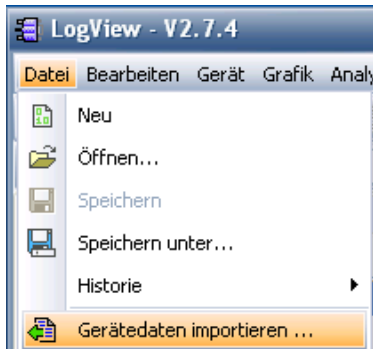 LogView - V2.7.4
Datei Bearbeiten Gerät Grafik
Neu
Öffnen...
Speichern
Speichern unter...
Historie
Gerätedaten importieren ...